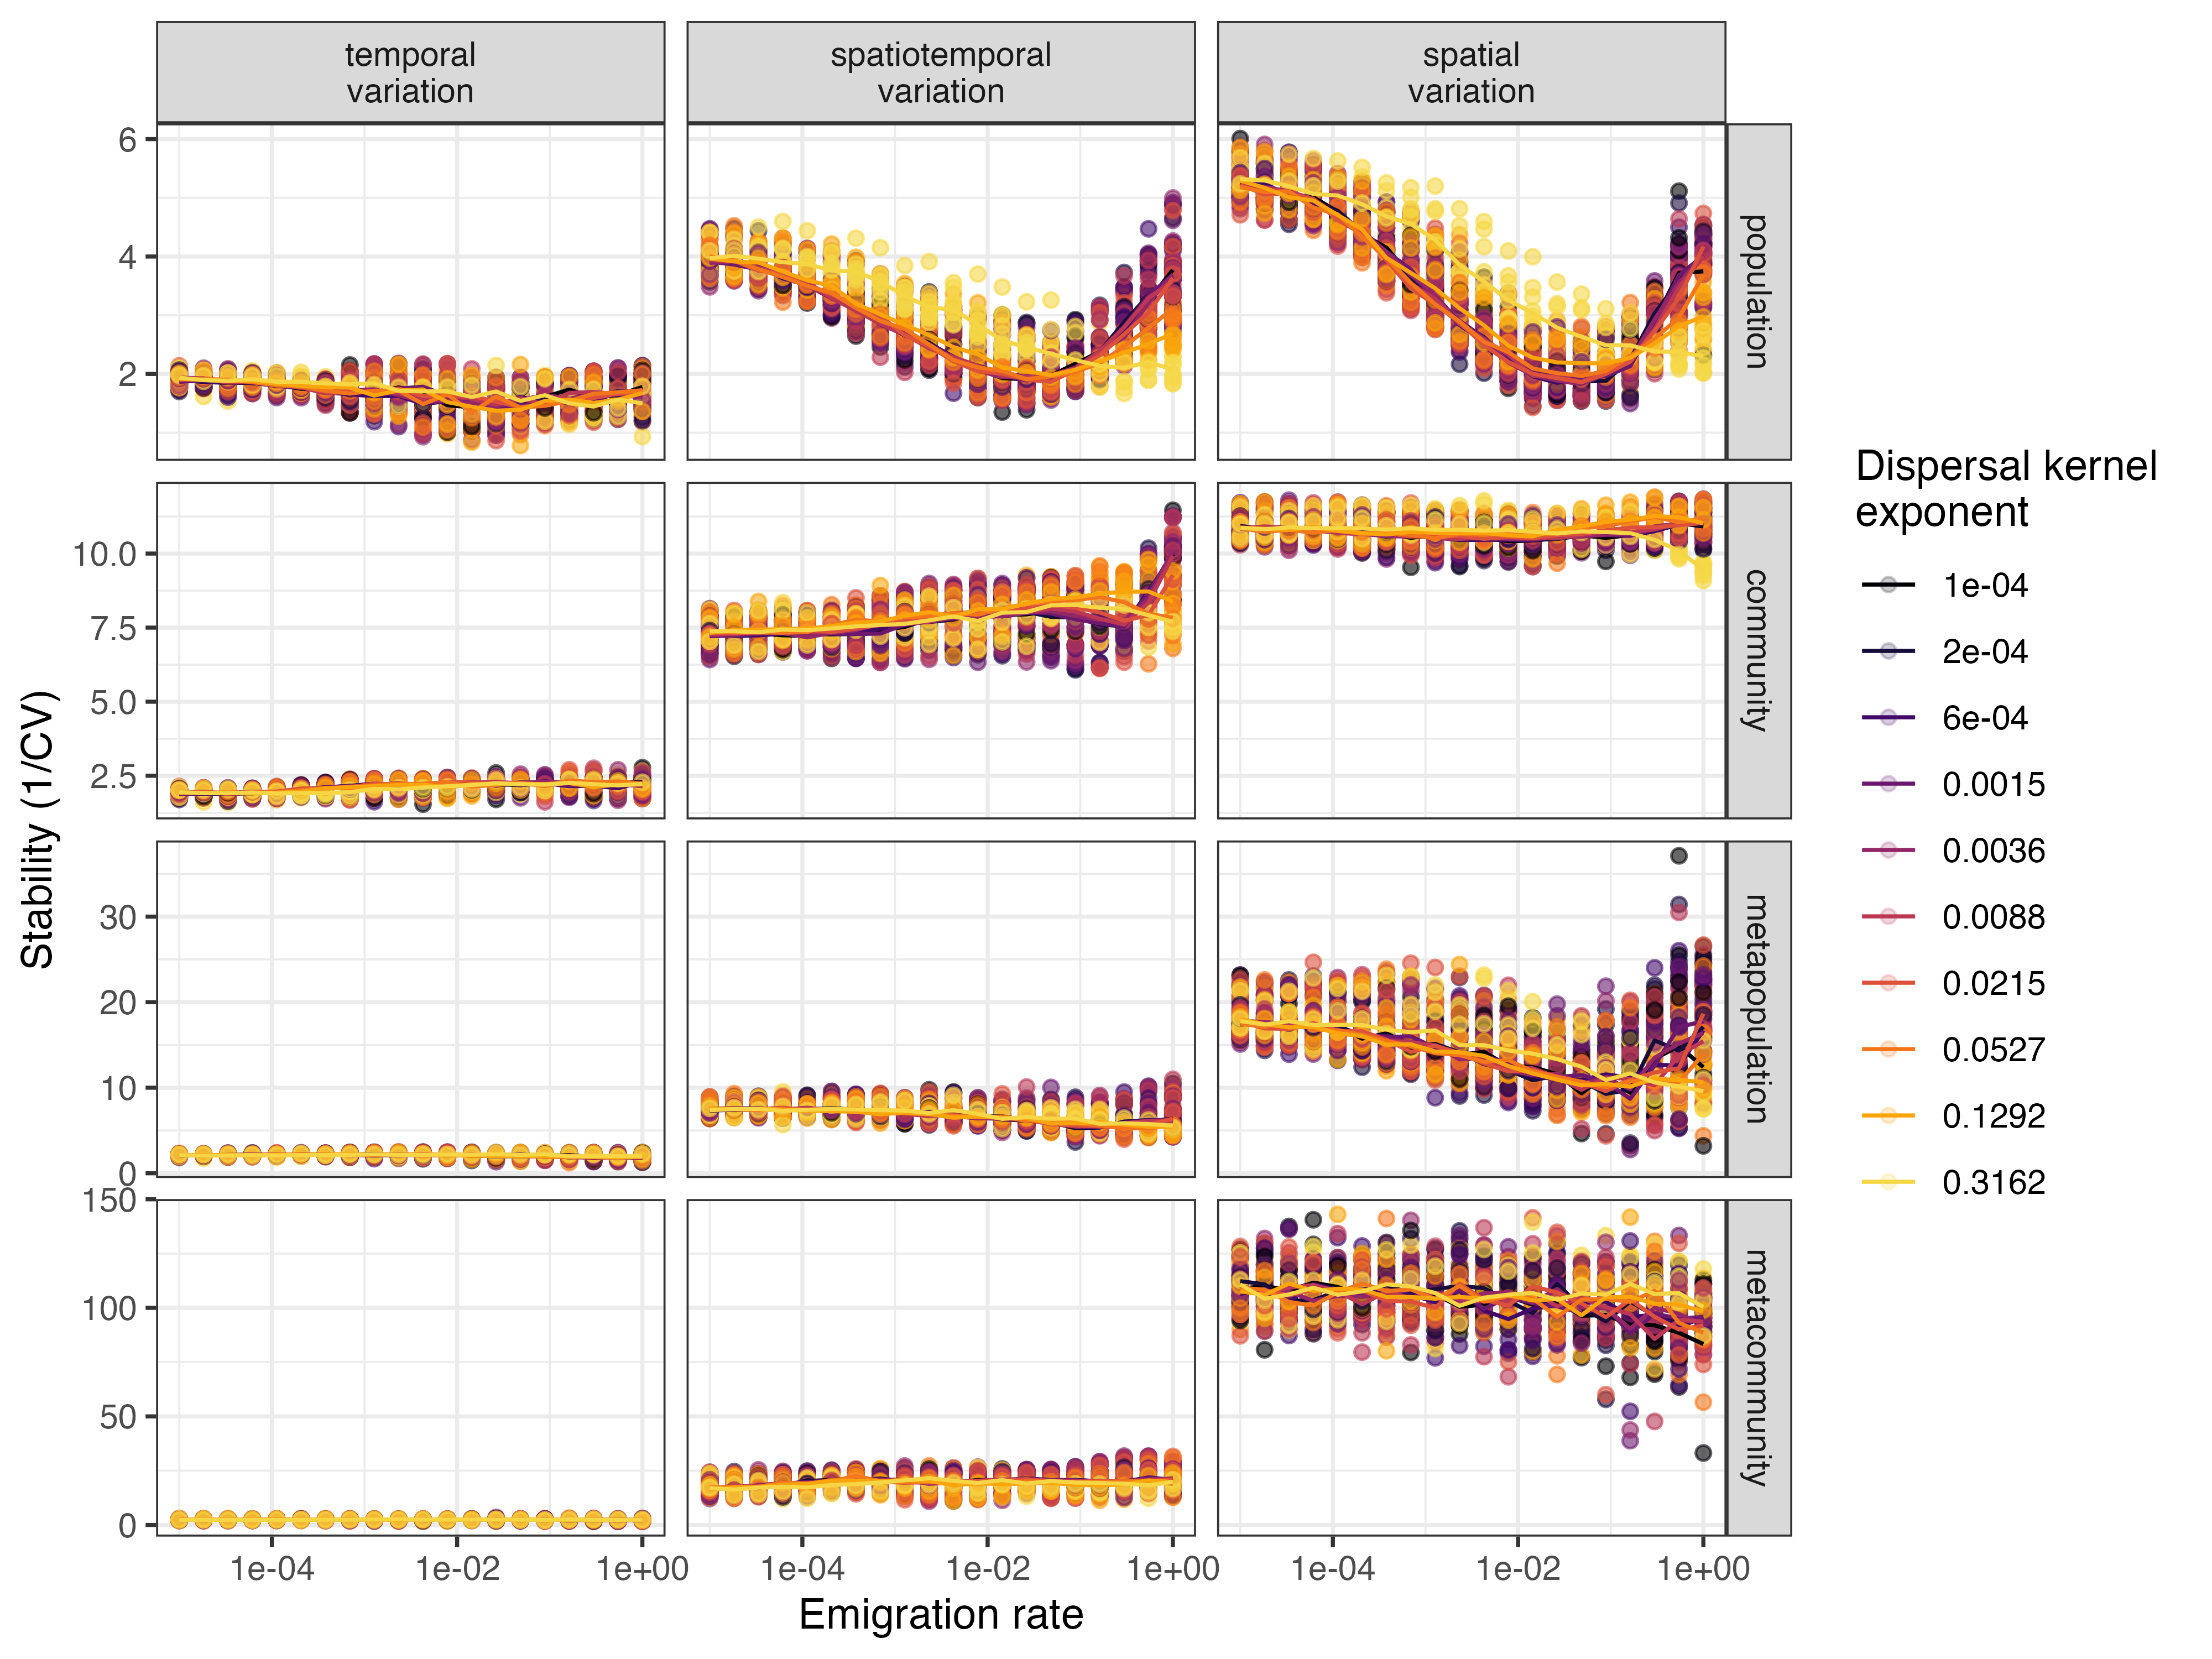 temporal
variation
spatiotemporal
variation
spatial
variation
6
4
2
population
10.0
7.5
5.0
2.5
community
30
20
10
0
metapopulation
150
100
50
0
metacommunity
Stability (1/CV)
1e-04
1e-02
1e+00
1e-04
1e-02
1e+00
1e-04
1e-02
1e+00
Emigration rate
Dispersal kernel
exponent
1e-04
2e-04
6e-04
0.0015
0.0036
0.0088
0.0215
0.0527
0.1292
0.3162